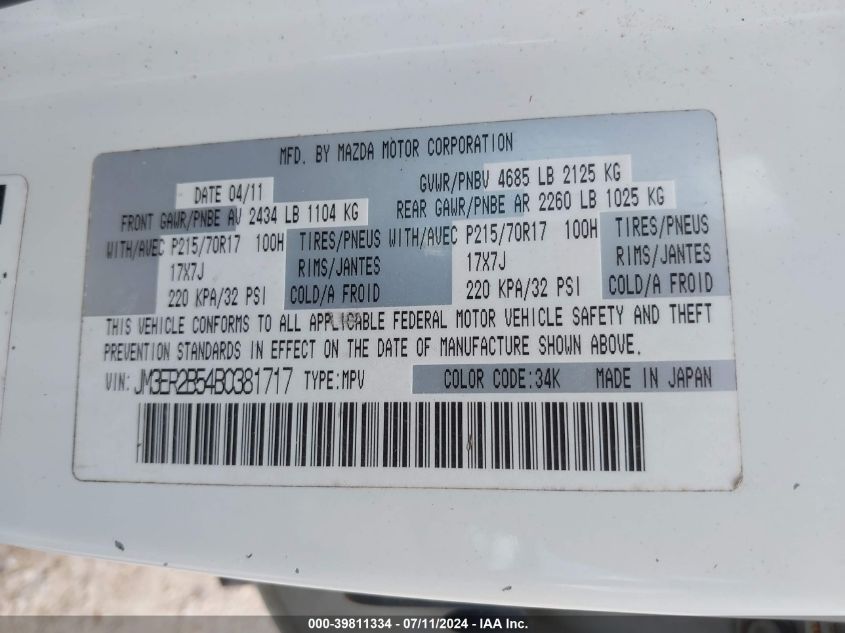 MFD. BY MAZDA MOTOR CORPORATION
DATE 04/11 GVWR/PNBV 4685 LB 2125 KG
FRONT GAWR/PNBE AV 2434 LB 1104 KG REAR GAWR/PNBE AR 2260 LB 1025 KG
WITH/AVEC P215/70R17 100H TIRES/PNEUS WITH/AVEC P215/70R17 100H TIRES/PNEUS
17X7J RIMS/JANTES 17X7J RIMS/JANTES
220 KPA/32 PSI COLD/A FROID 220 KPA/32 PSI COLD/A FROID
THIS VEHICLE CONFORMS TO ALL APPLICABLE FEDERAL MOTOR VEHICLE SAFETY AND THEFT
PREVENTION STANDARDS IN EFFECT ON THE DATE OF MANUFACTURE SHOWN ABOVE.
VIN: JM3ER2B54B0381717 TYPE:MPV COLOR CODE:34K MADE IN JAPAN
000-39811334 - 07/11/2024 - IAA Inc.